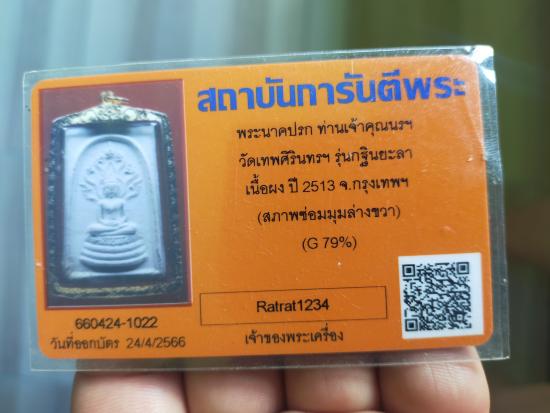 สถาบันการันตีพระ
พระนาคปรก ท่านเจ้าคุณนรฯ
วัดเทพศิรินทรฯ รุ่นกฐินยะลา
เนื้อผง ปี 2513 จ.กรุงเทพฯ
(สภาพซ่อมมุมล่างขวา)
(G 79%)
Ratrat1234
เจ้าของพระเครื่อง
660424-1022
วันที่ออกบัตร 24/4/2566